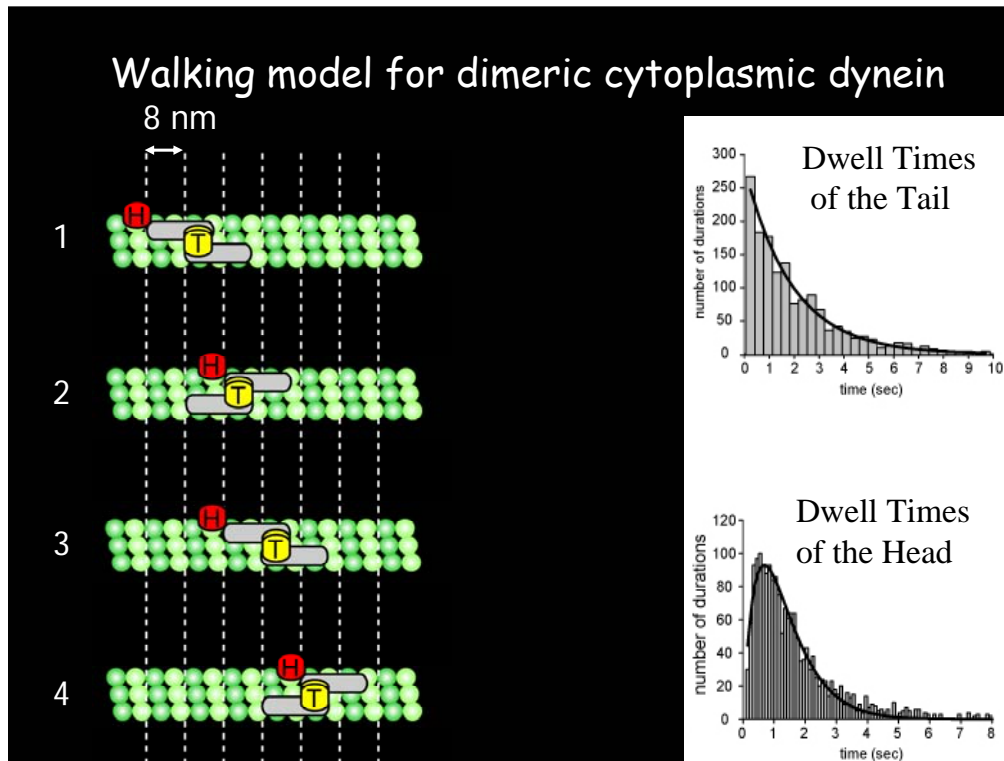 Walking model for dimeric cytoplasmic dynein
8 nm
1
H
T
2
H
T
3
H
T
4
H
T
Dwell Times
of the Tail
number of durations
300
250
200
150
100
50
0
0 1 2 3 4 5 6 7 8 9 10
time (sec)
Dwell Times
of the Head
number of durations
120
100
80
60
40
20
0
0 1 2 3 4 5 6 7 8
time (sec)